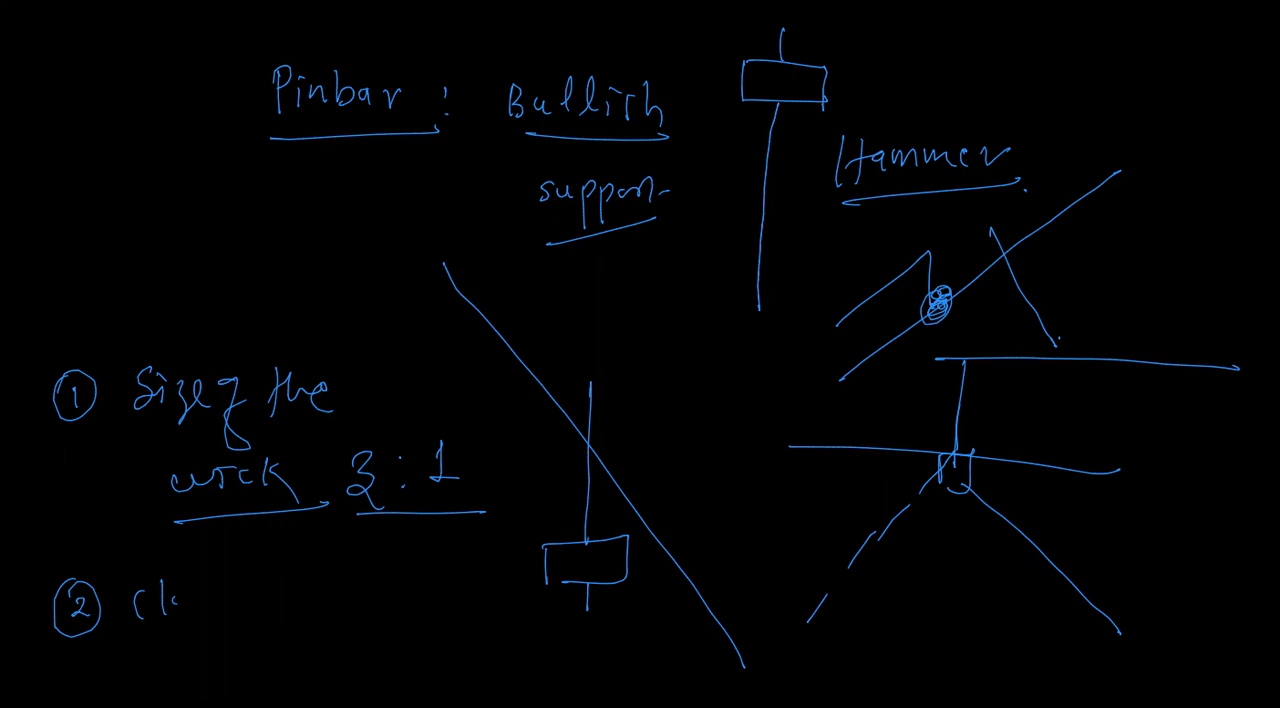 Pinbar : Bullish
support
Hammer
① Size of the
wick 3 : 1
② Cl